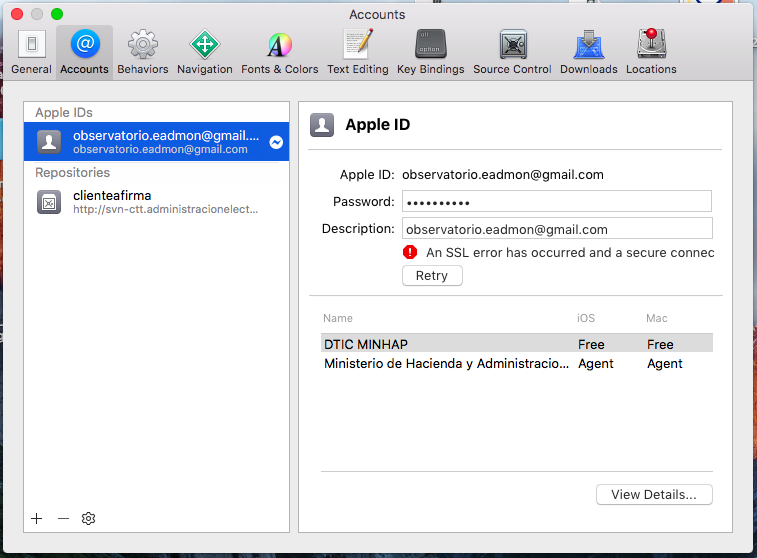 Accounts
General Accounts Behaviors Navigation Fonts & Colors Text Editing Key Bindings Source Control Downloads Locations
off
option
Apple IDs
observatorio.eadmon@gmail....
observatorio.eadmon@gmail.com
Repositories
clienteafirma
http://svn-ctt.administracionelect...
Apple ID
Apple ID: observatorio.eadmon@gmail.com
Password: ••••••••••
Description: observatorio.eadmon@gmail.com
An SSL error has occurred and a secure connec
Retry
Name iOS Mac
DTIC MINHAP Free Free
Ministerio de Hacienda y Administracio... Agent Agent
View Details...